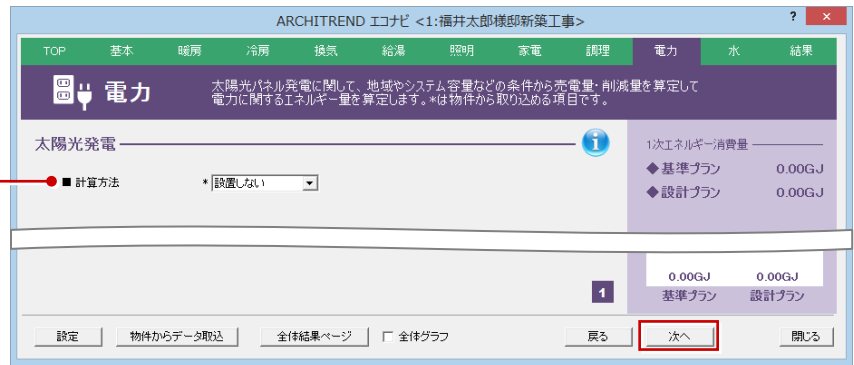 ARCHITREND エコナビ <1:福井太郎様邸新築工事>
? ×
TOP 基本 暖房 冷房 換気 給湯 照明 家電 調理 電力 水 結果
電力
太陽光パネル発電に関して、地域やシステム容量などの条件から売電量・削減量を算定して
電力に関するエネルギー量を算定します。*は物件から取り込める項目です。
太陽光発電
i
■ 計算方法 * 設置しない
1次エネルギー消費量
◆基準プラン 0.00GJ
◆設計プラン 0.00GJ
0.00GJ 0.00GJ
基準プラン 設計プラン
1
設定 物件からデータ取込 全体結果ページ 全体グラフ 戻る 次へ 閉じる